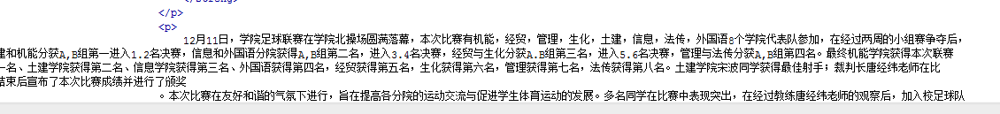 </p>
<p>
12月11日，学院足球联赛在学院北操场圆满落幕，本次比赛有机能，经贸，管理，生化，土建，信息，法传，外国语8个学院代表队参加，在经过两周的小组赛争夺后，
建和机能分获A,B组第一进入1.2名决赛，信息和外国语分院获得A,B组第二名，进入3.4名决赛，经贸与生化分获A.B组第三名，进入5.6名决赛，管理与法传分获A,B组第四名。最终机能学院获得本次联赛
一名、土建学院获得第二名、信息学院获得第三名、外国语获得第四名，经贸获得第五名，生化获得第六名，管理获得第七名，法传获得第八名。土建学院宋波同学获得最佳射手；裁判长唐经纬老师在比
结束后宣布了本次比赛成绩并进行了颁奖
。本次比赛在友好和谐的气氛下进行，旨在提高各分院的运动交流与促进学生体育运动的发展。多名同学在比赛中表现突出，在经过教练唐经纬老师的观察后，加入校足球队